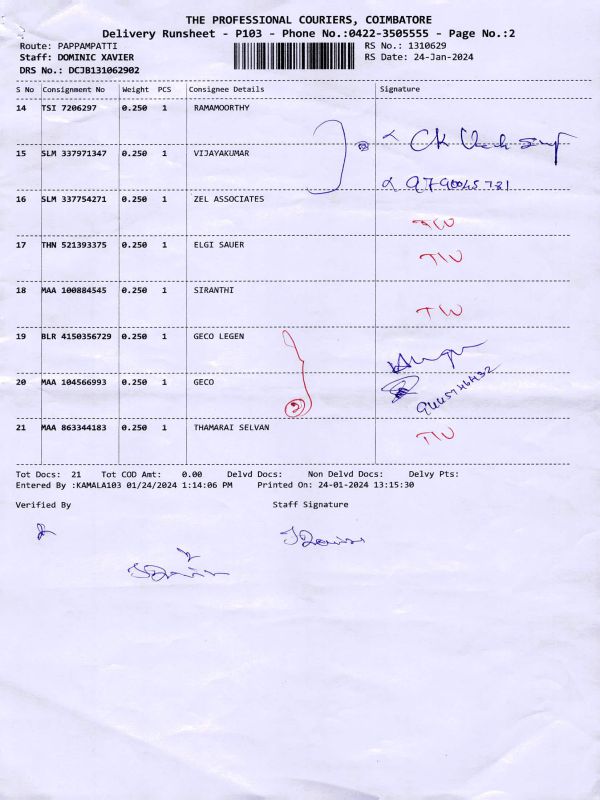 THE PROFESSIONAL COURIERS, COIMBATORE
Delivery Runsheet - P103 - Phone No.:0422-3505555 - Page No.:2
Route: PAPPAMPATTI RS No.: 1310629
Staff: DOMINIC XAVIER RS Date: 24-Jan-2024
DRS No.: DCJB131062902
S No Consignment No Weight PCS Consignee Details Signature
14 TSI 7206297 0.250 1 RAMAMOORTHY
15 SLM 337971347 0.250 1 VIJAYAKUMAR
16 SLM 337754271 0.250 1 ZEL ASSOCIATES TW
17 THN 521393375 0.250 1 ELGI SAUER TW
18 MAA 100884545 0.250 1 SIRANTHI TW
19 BLR 4150356729 0.250 1 GECO LEGEN
20 MAA 104566993 0.250 1 GECO
21 MAA 863344183 0.250 1 THAMARAI SELVAN TW
Tot Docs: 21 Tot COD Amt: 0.00 Delvd Docs: Non Delvd Docs: Delvy Pts:
Entered By :KAMALA103 01/24/2024 1:14:06 PM Printed On: 24-01-2024 13:15:30
Verified By Staff Signature